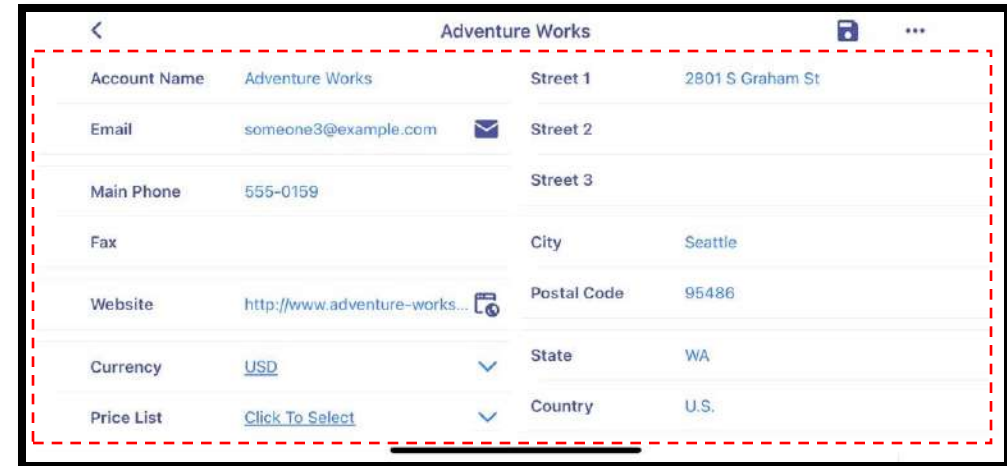 Adventure Works
Account Name Adventure Works
Email someone3@example.com
Main Phone 555-0159
Fax
Website http://www.adventure-works...
Currency USD
Price List Click To Select
Street 1 2801 S Graham St
Street 2
Street 3
City Seattle
Postal Code 95486
State WA
Country U.S.